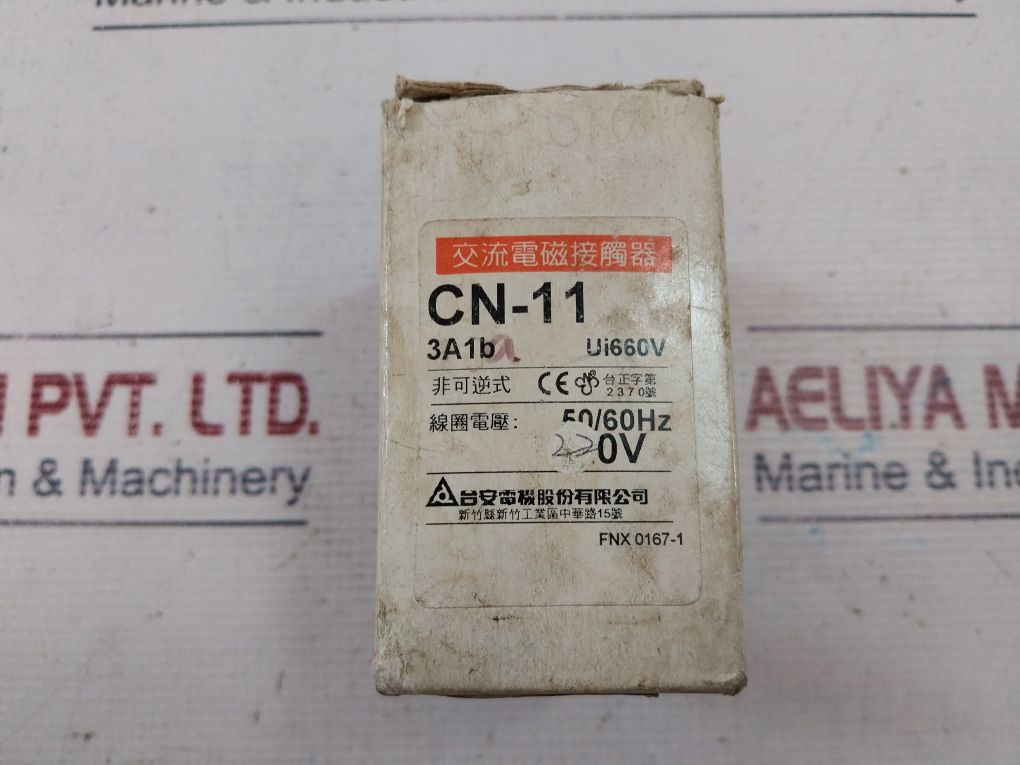 交流電磁接觸器
CN-11
3A1b a Ui660V
非可逆式 CE 台正字第
2370號
線圈電壓: 50/60Hz
220V
台安電機股份有限公司
新竹縣新竹工業區中華路15號
FNX 0167-1
PVT. LTD.
& Machinery
AELIYA M
Marine & Ind